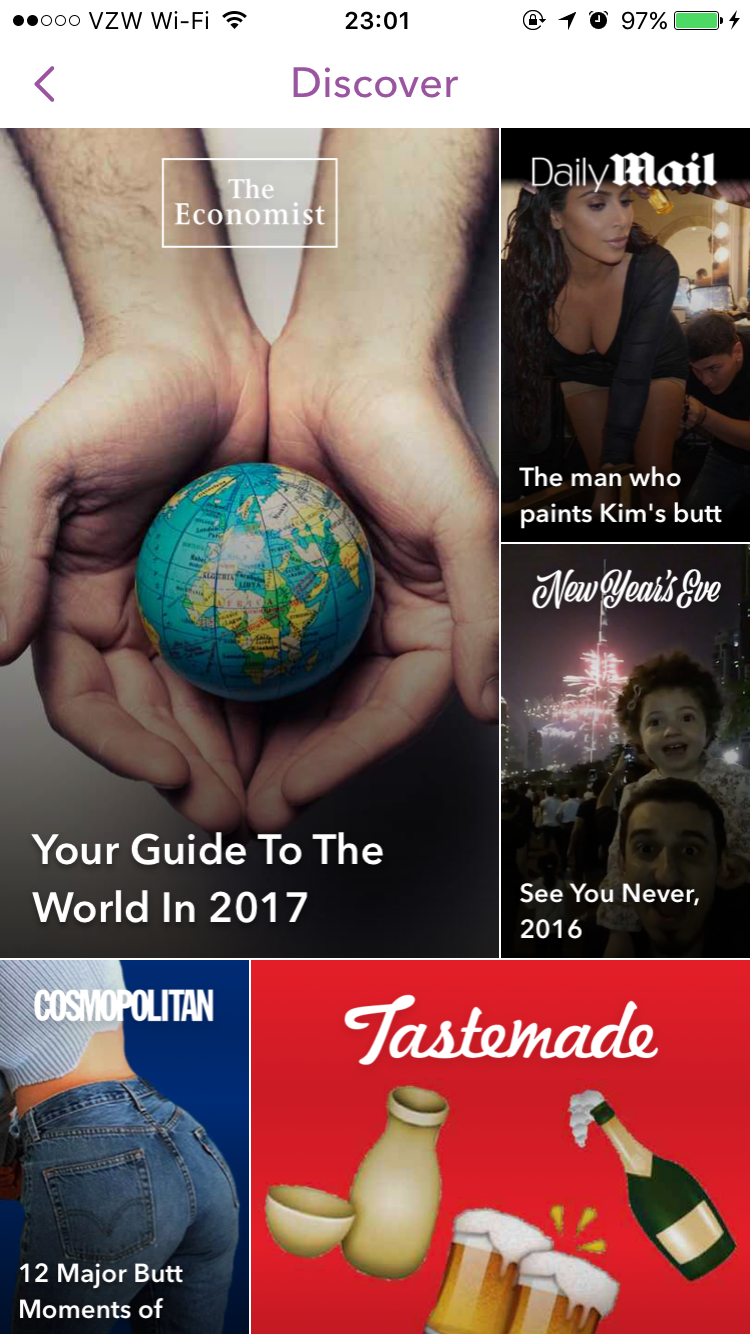 VZW Wi-Fi 23:01 97%
Discover
The
Economist
Your Guide To The
World In 2017
Daily Mail
The man who
paints Kim's butt
New Year's Eve
See You Never,
2016
COSMOPOLITAN
12 Major Butt
Moments of
Tastemade